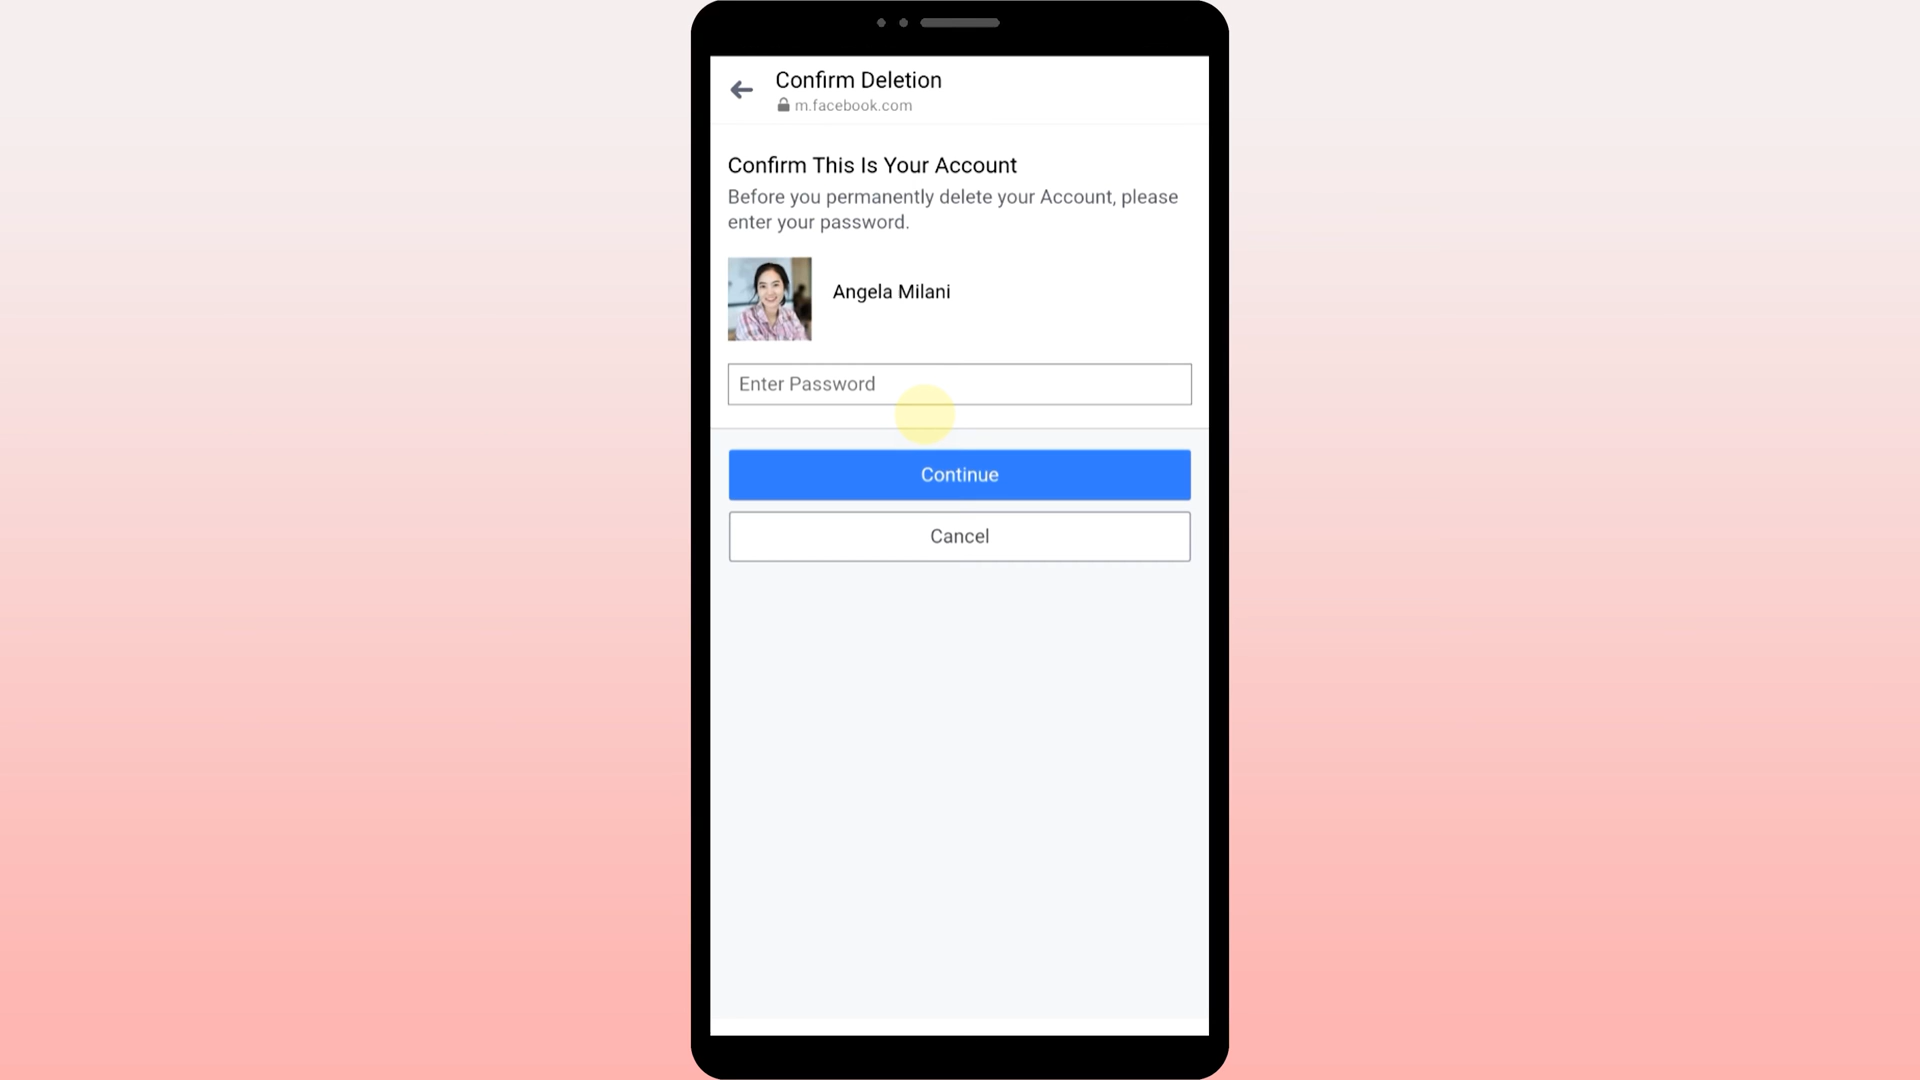 Confirm Deletion
m.facebook.com
Confirm This Is Your Account
Before you permanently delete your Account, please
enter your password.
Angela Milani
Enter Password
Continue
Cancel